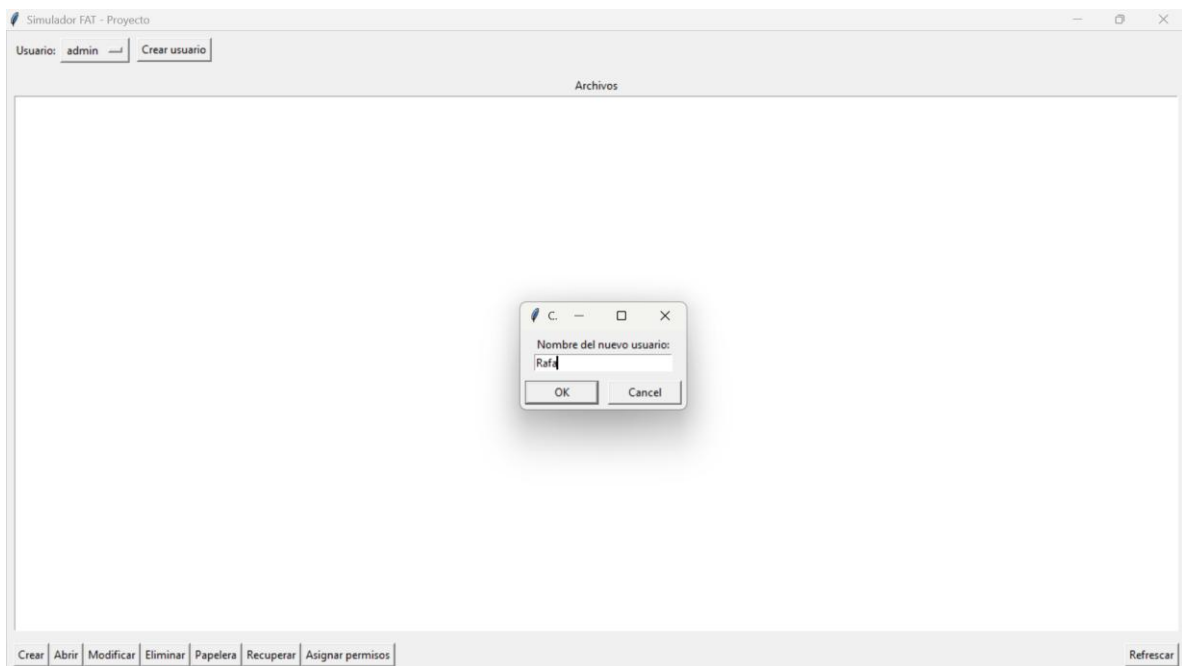 Simulador FAT - Proyecto
Usuario: admin Crear usuario
Archivos
C.
Nombre del nuevo usuario:
Rafa
OK Cancel
Crear Abrir Modificar Eliminar Papelera Recuperar Asignar permisos Refrescar